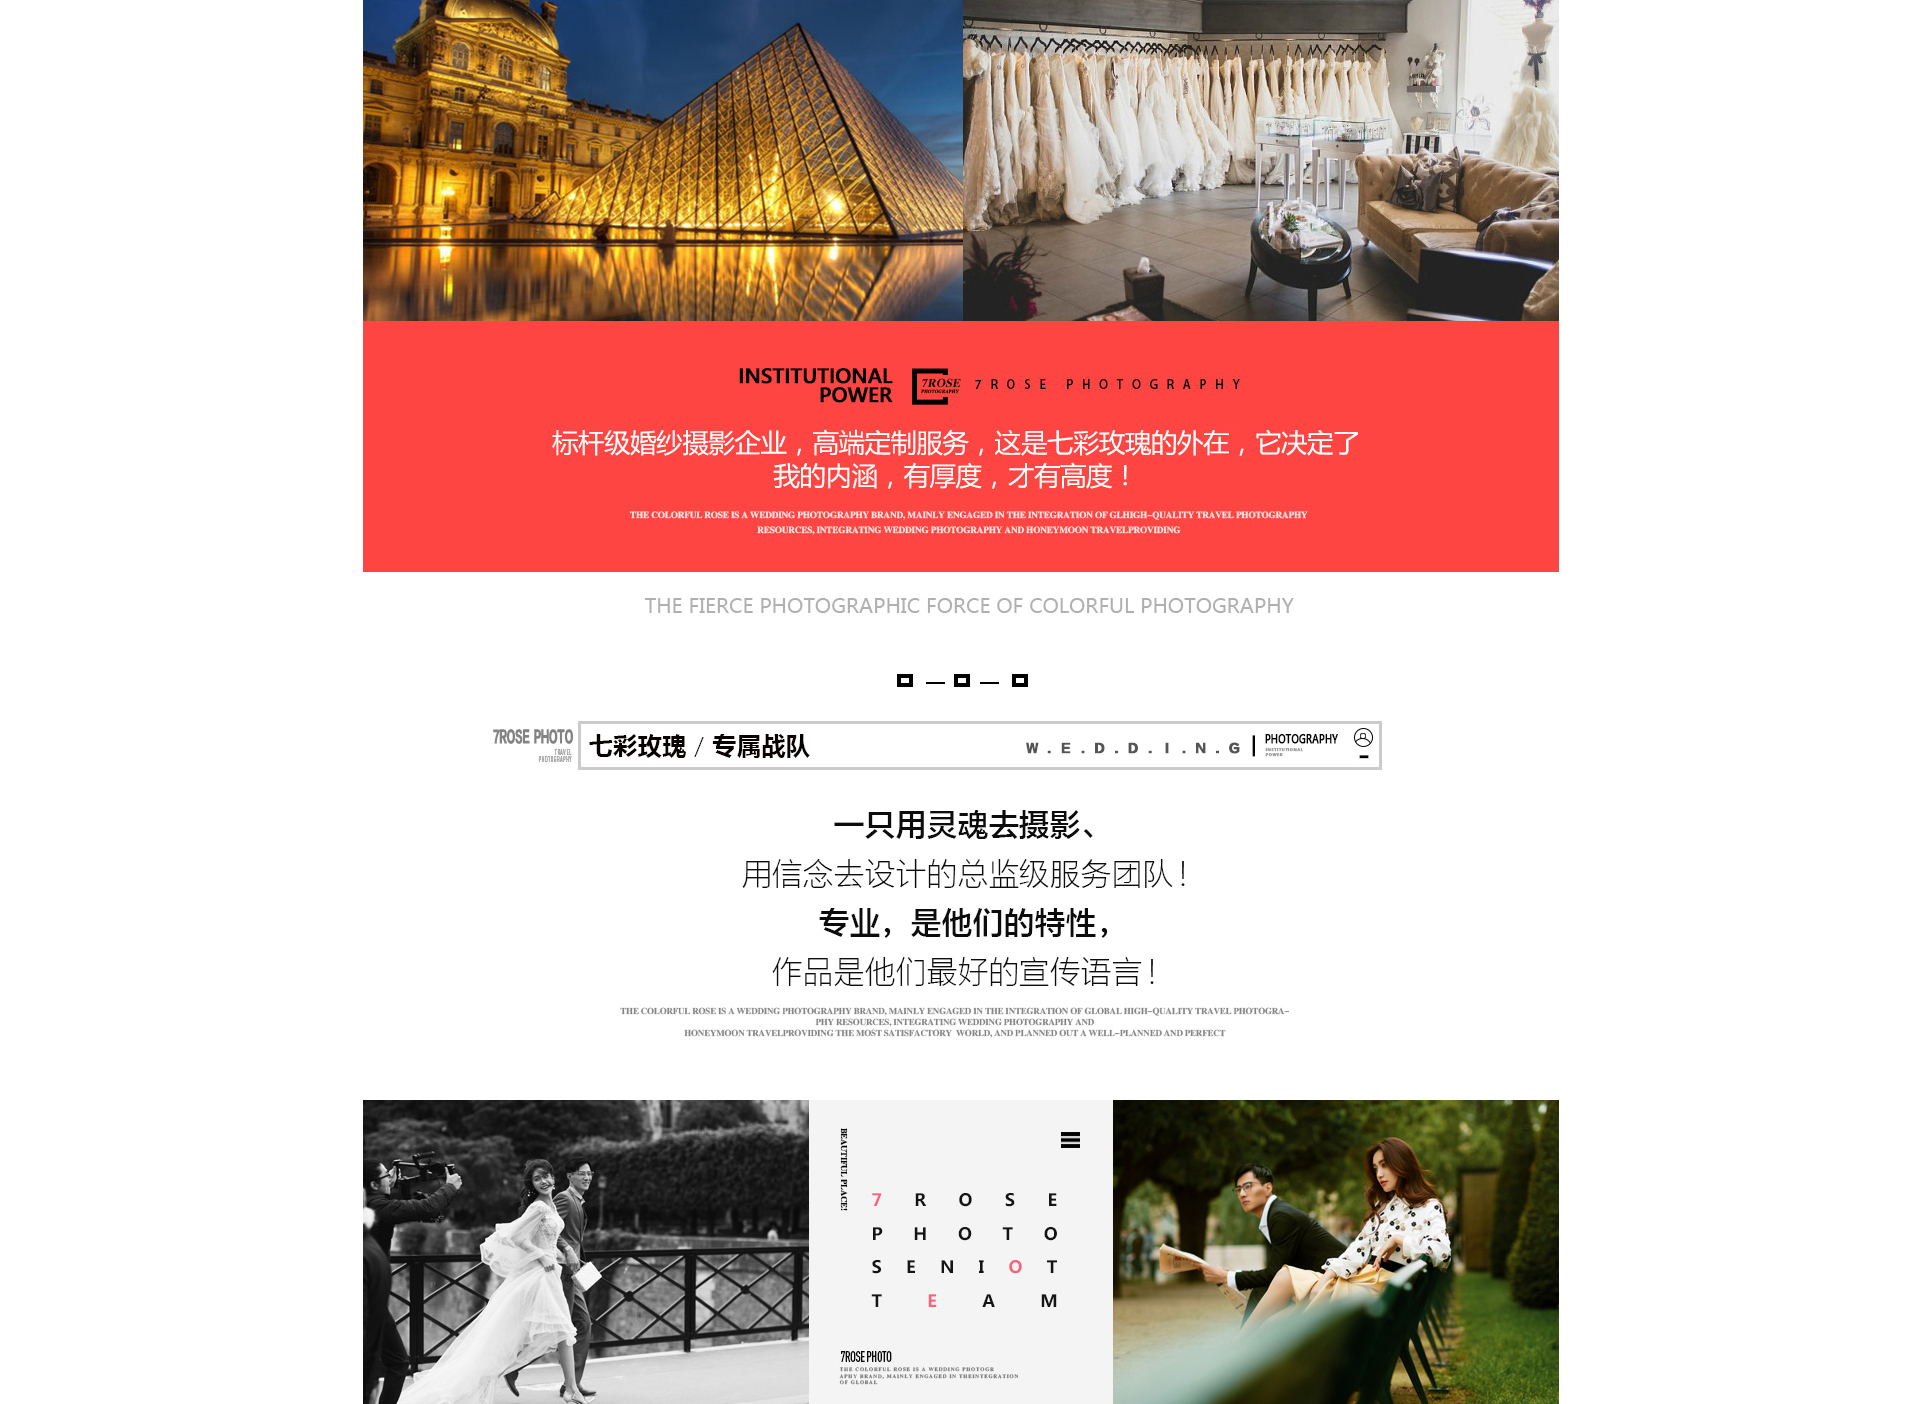 INSTITUTIONAL
POWER
7ROSE
PHOTOGRAPHY
7ROSE PHOTOGRAPHY
标杆级婚纱摄影企业，高端定制服务，这是七彩玫瑰的外在，它决定了
我的内涵，有厚度，才有高度！
THE COLORFUL ROSE IS A WEDDING PHOTOGRAPHY BRAND, MAINLY ENGAGED IN THE INTEGRATION OF GLHIGH-QUALITY TRAVEL PHOTOGRAPHY
RESOURCES, INTEGRATING WEDDING PHOTOGRAPHY AND HONEYMOON TRAVELPROVIDING
THE FIERCE PHOTOGRAPHIC FORCE OF COLORFUL PHOTOGRAPHY
7ROSE PHOTO
TRAVEL
PHOTOGRAPHY
七彩玫瑰 / 专属战队
W.E.D.D.I.N.G
PHOTOGRAPHY
INSTITUTIONAL
POWER
一只用灵魂去摄影、
用信念去设计的总监级服务团队！
专业，是他们的特性，
作品是他们最好的宣传语言！
THE COLORFUL ROSE IS A WEDDING PHOTOGRAPHY BRAND, MAINLY ENGAGED IN THE INTEGRATION OF GLOBAL HIGH-QUALITY TRAVEL PHOTOGRA-
PHY RESOURCES, INTEGRATING WEDDING PHOTOGRAPHY AND
HONEYMOON TRAVELPROVIDING THE MOST SATISFACTORY WORLD, AND PLANNED OUT A WELL-PLANNED AND PERFECT
BEAUTIFUL PLACE!
7 R O S E
P H O T O
S E N I O T
T E A M
7ROSE PHOTO
THE COLORFUL ROSE IS A WEDDING PHOTOGR
APHY BRAND, MAINLY ENGAGED IN THEINTEGRATION
OF GLOBAL